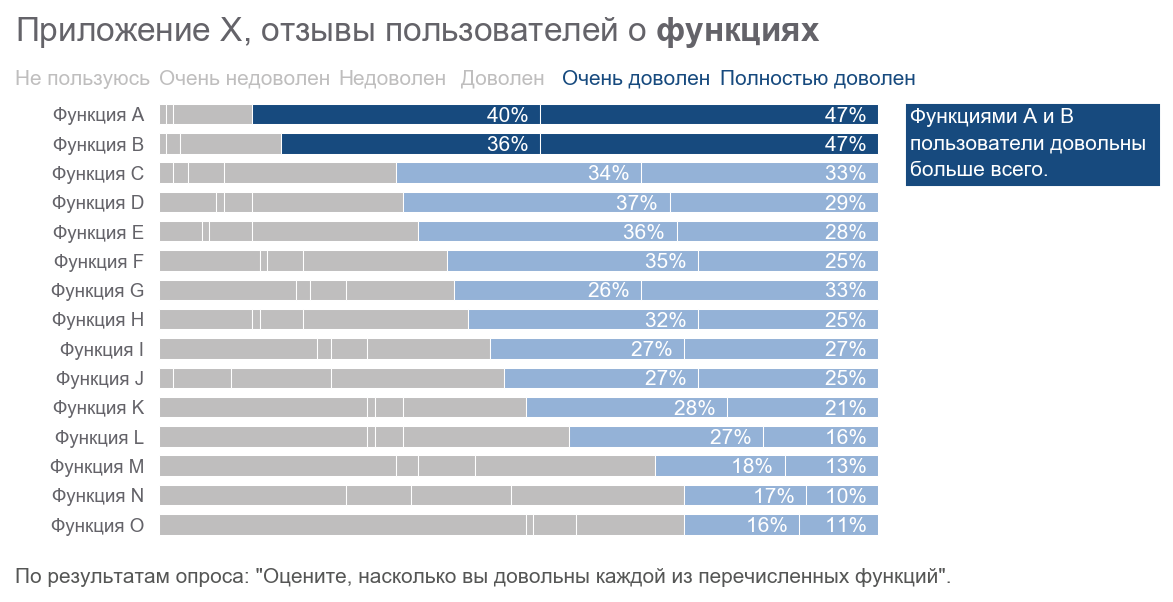 Приложение X, отзывы пользователей о функциях
Не пользуюсь Очень недоволен Недоволен Доволен Очень доволен Полностью доволен
Функция A 40% 47%
Функция B 36% 47%
Функция C 34% 33%
Функция D 37% 29%
Функция E 36% 28%
Функция F 35% 25%
Функция G 26% 33%
Функция H 32% 25%
Функция I 27% 27%
Функция J 27% 25%
Функция K 28% 21%
Функция L 27% 16%
Функция M 18% 13%
Функция N 17% 10%
Функция O 16% 11%
Функциями A и B
пользователи довольны
больше всего.
По результатам опроса: "Оцените, насколько вы довольны каждой из перечисленных функций".